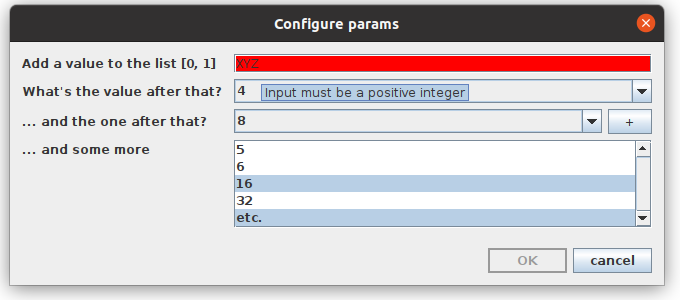 Configure params
Add a value to the list [0, 1] XYZ
What's the value after that? 4 Input must be a positive integer
... and the one after that? 8 +
... and some more
5
6
16
32
etc.
OK cancel